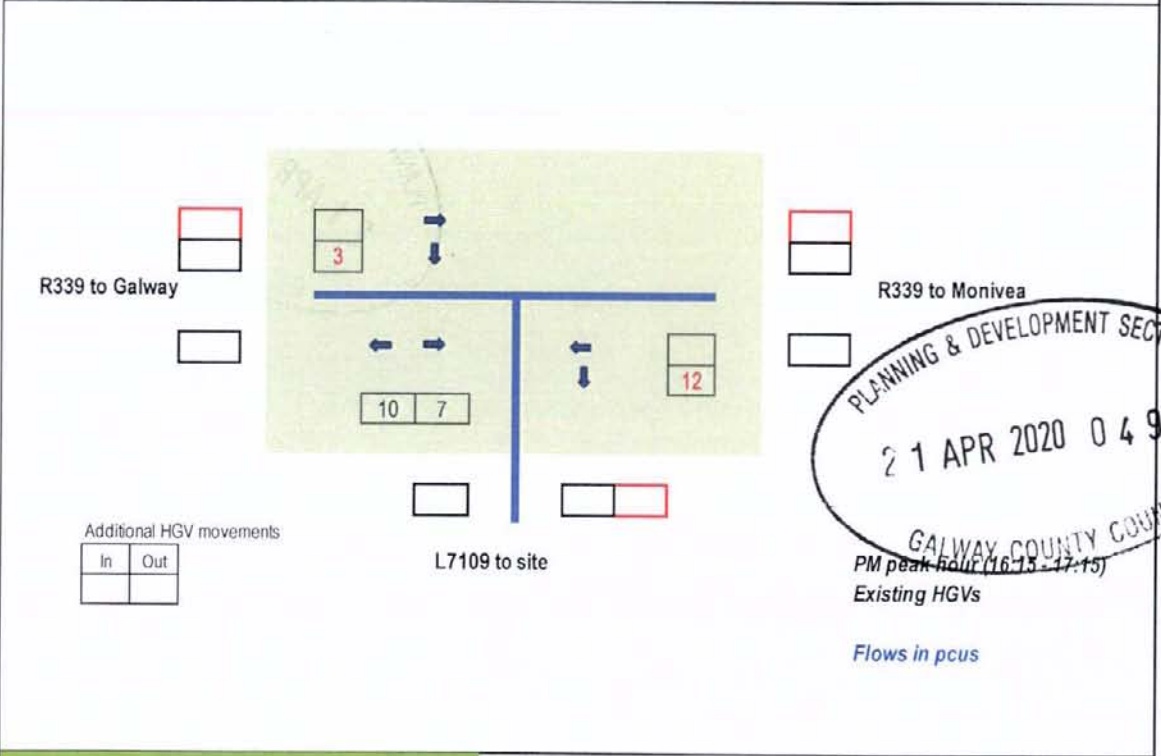 3
R339 to Galway
R339 to Monivea
12
10 7
Additional HGV movements
In Out
L7109 to site
PLANNING & DEVELOPMENT SEC
21 APR 2020 049
GALWAY COUNTY COUN
PM peak hour (16:15 - 17:15)
Existing HGVs
Flows in pcus